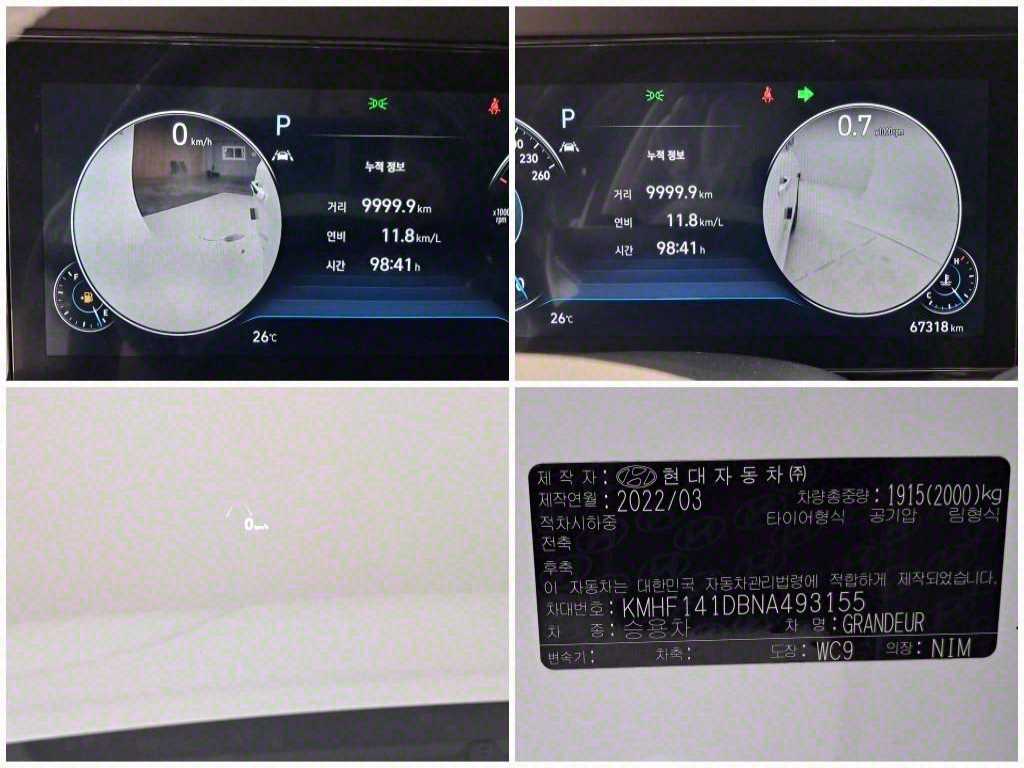 0 km/h
P
누적 정보
거리 9999.9 km
연비 11.8 km/L
시간 98:41 h
x1000
rpm
F
E
26℃
230
260
P
누적 정보
거리 9999.9 km
연비 11.8 km/L
시간 98:41 h
0.7 x1000rpm
H
C
26℃
67318 km
0 km/h
제작자 : 현대자동차㈜
제작연월 : 2022/03 차량총중량 : 1915(2000)kg
적차시하중 타이어형식 공기압 림형식
전축
후축
이 자동차는 대한민국 자동차관리법령에 적합하게 제작되었습니다.
차대번호 : KMHF141DBNA493155
차 종 : 승용차 차 명 : GRANDEUR
변속기 : 차축 : 도장 : WC9 의장 : NIM